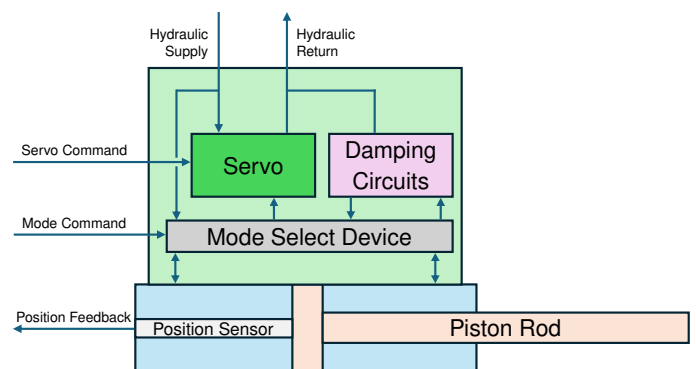 Hydraulic
Supply
Hydraulic
Return
Servo Command
Servo
Damping
Circuits
Mode Command
Mode Select Device
Position Feedback
Position Sensor
Piston Rod